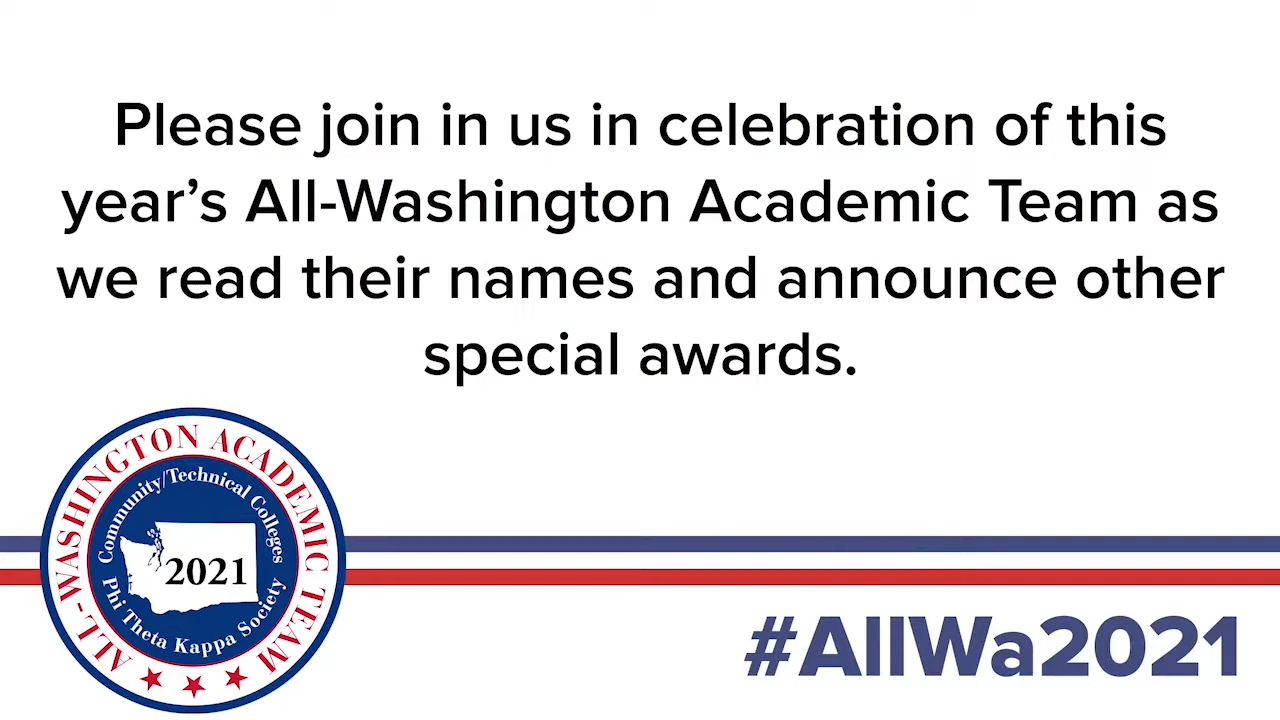 Please join in us in celebration of this
year’s All-Washington Academic Team as
we read their names and announce other
special awards.
ALL-WASHINGTON ACADEMIC TEAM
Community/Technical Colleges
2021
Phi Theta Kappa Society
#AllWa2021